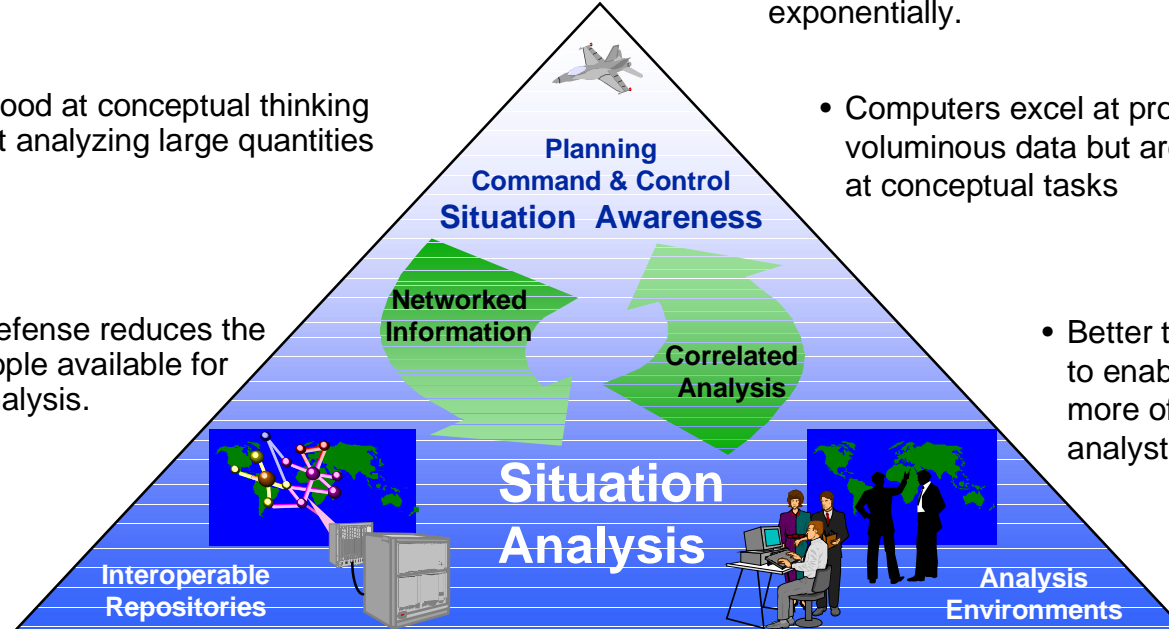 exponentially.
ood at conceptual thinking
t analyzing large quantities
• Computers excel at pro
voluminous data but ar
at conceptual tasks
Planning
Command & Control
Situation Awareness
Networked
Information
Correlated
Analysis
efense reduces the
ople available for
alysis.
• Better t
to enab
more of
analyst
Situation
Analysis
Interoperable
Repositories
Analysis
Environments